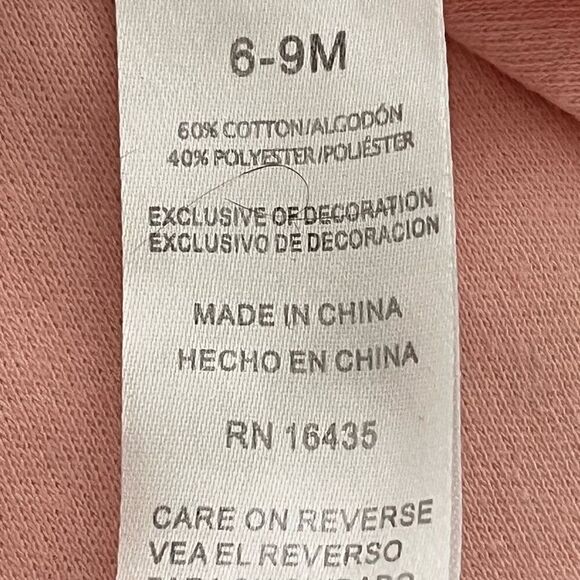 6-9M
60% COTTON/ALGODÓN
40% POLYESTER/POLIÉSTER
EXCLUSIVE OF DECORATION
EXCLUSIVO DE DECORACION
MADE IN CHINA
HECHO EN CHINA
RN 16435
CARE ON REVERSE
VEA EL REVERSO